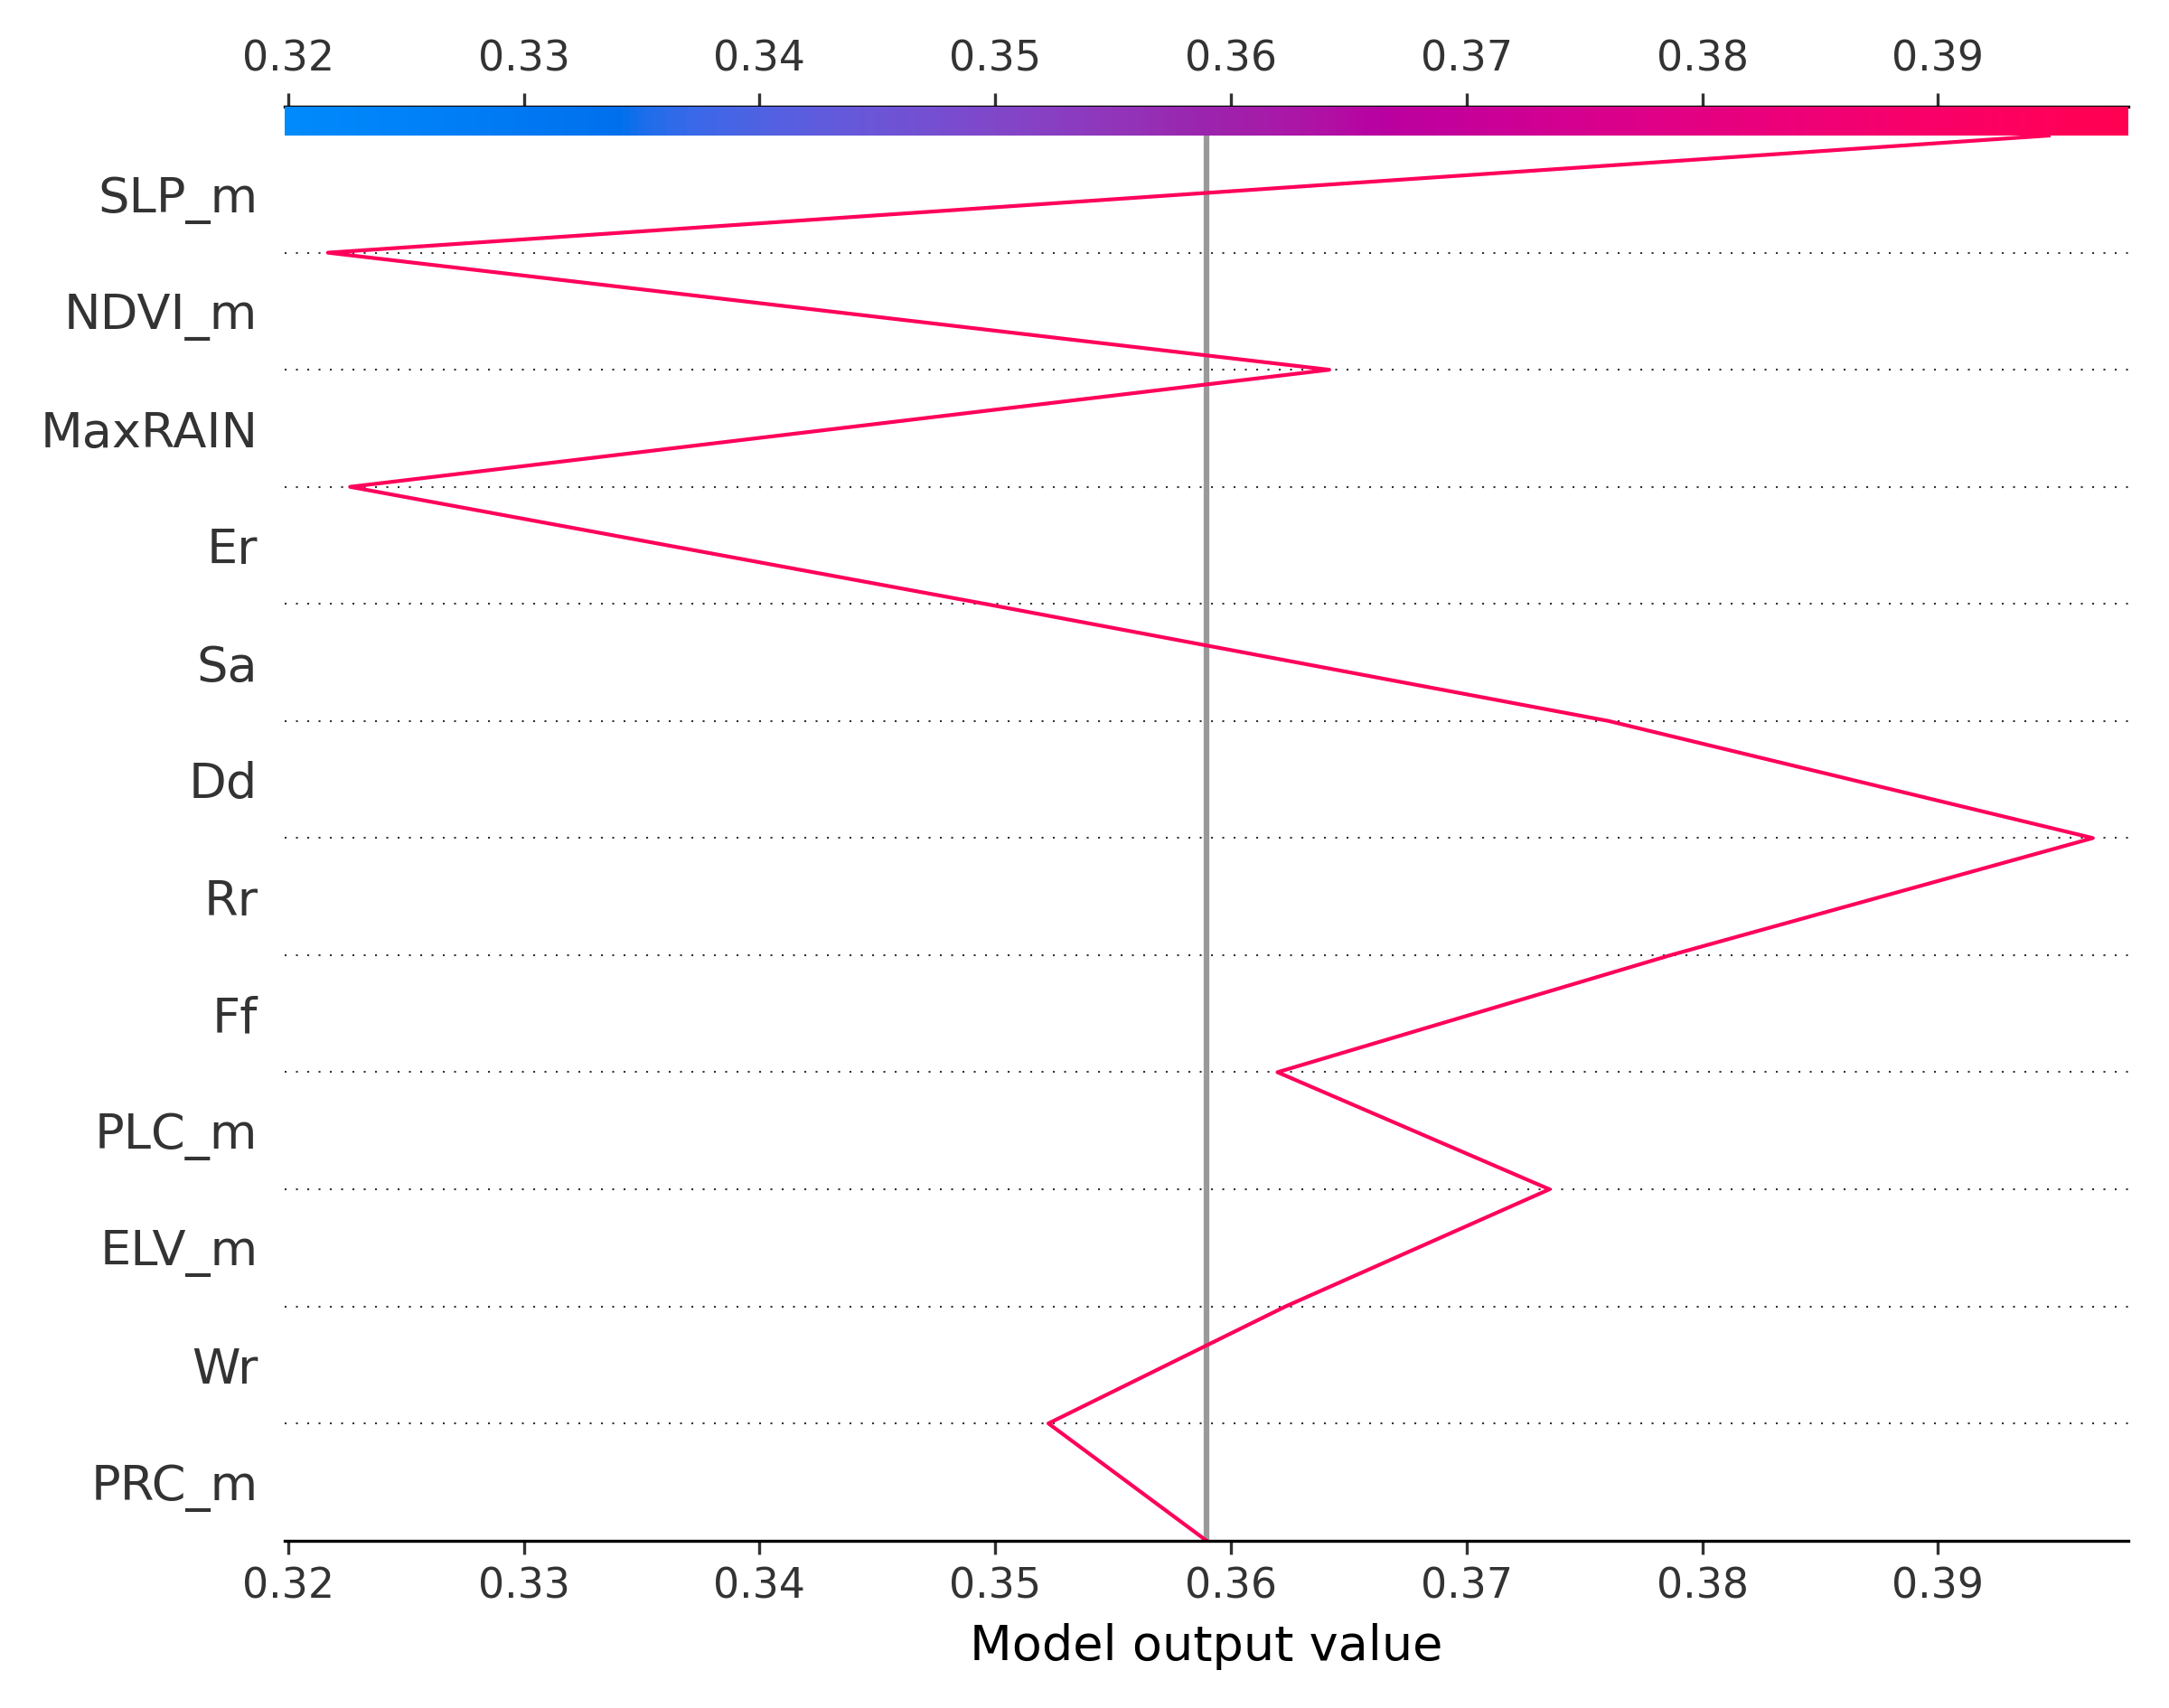 0.32 0.33 0.34 0.35 0.36 0.37 0.38 0.39
SLP_m
NDVI_m
MaxRAIN
Er
Sa
Dd
Rr
Ff
PLC_m
ELV_m
Wr
PRC_m
0.32 0.33 0.34 0.35 0.36 0.37 0.38 0.39
Model output value